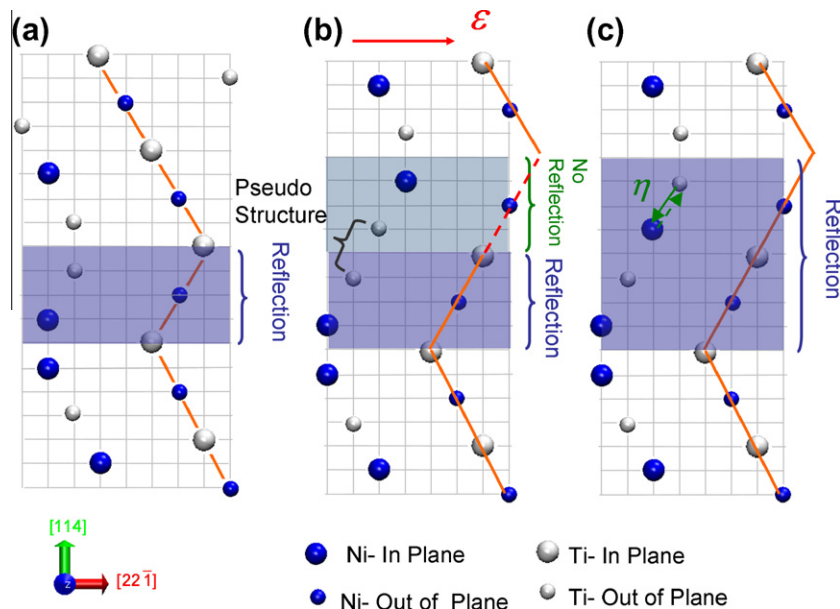 (a)
(b)
ε
(c)
Pseudo
Structure
Reflection
No
Reflection
Reflection
η
Reflection
[114]
z
[22 1̄]
Ni- In Plane
Ti- In Plane
Ni- Out of Plane
Ti- Out of Plane